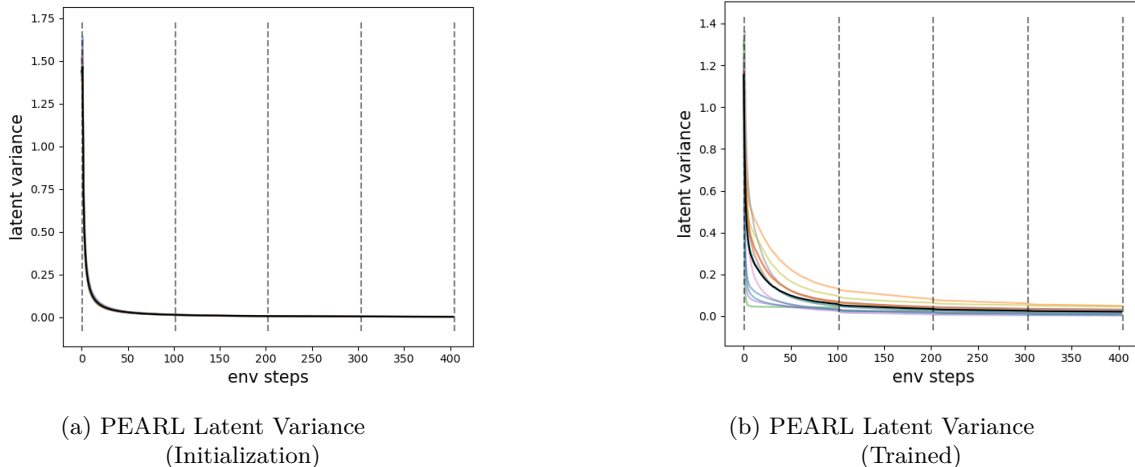 1.75
1.50
1.25
1.00
0.75
0.50
0.25
0.00
latent variance
0 50 100 150 200 250 300 350 400
env steps
(a) PEARL Latent Variance
(Initialization)
1.4
1.2
1.0
0.8
0.6
0.4
0.2
0.0
latent variance
0 50 100 150 200 250 300 350 400
env steps
(b) PEARL Latent Variance
(Trained)